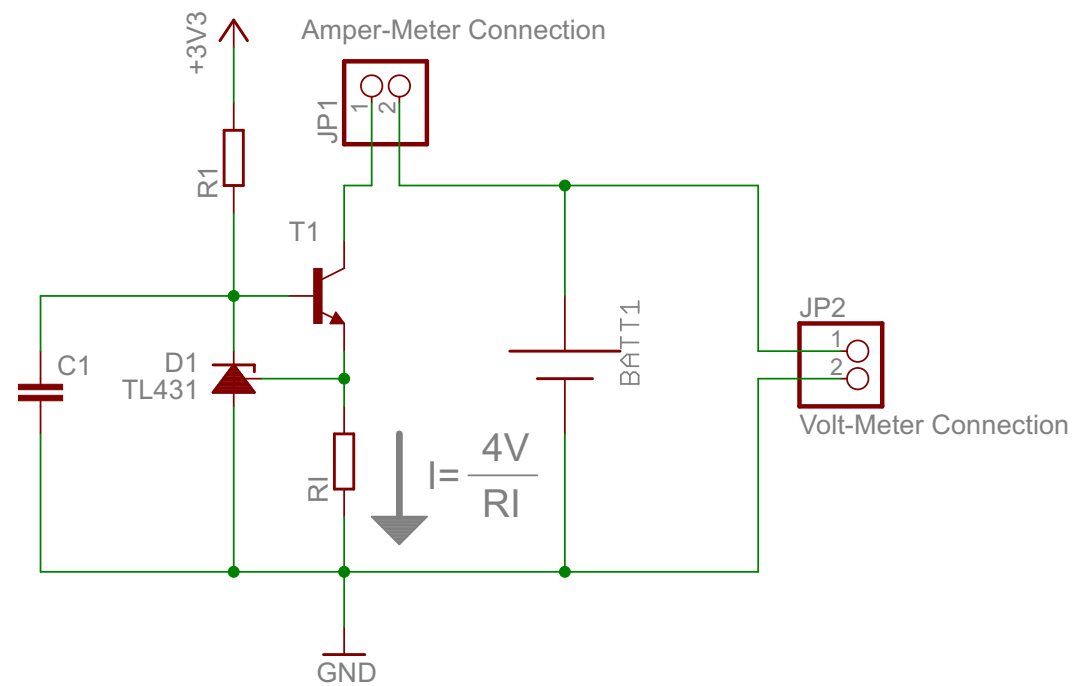 +3V3
Amper-Meter Connection
JP1
1
2
R1
T1
C1
D1
TL431
BATT1
JP2
1
2
Volt-Meter Connection
RI
I= 4V
RI
GND